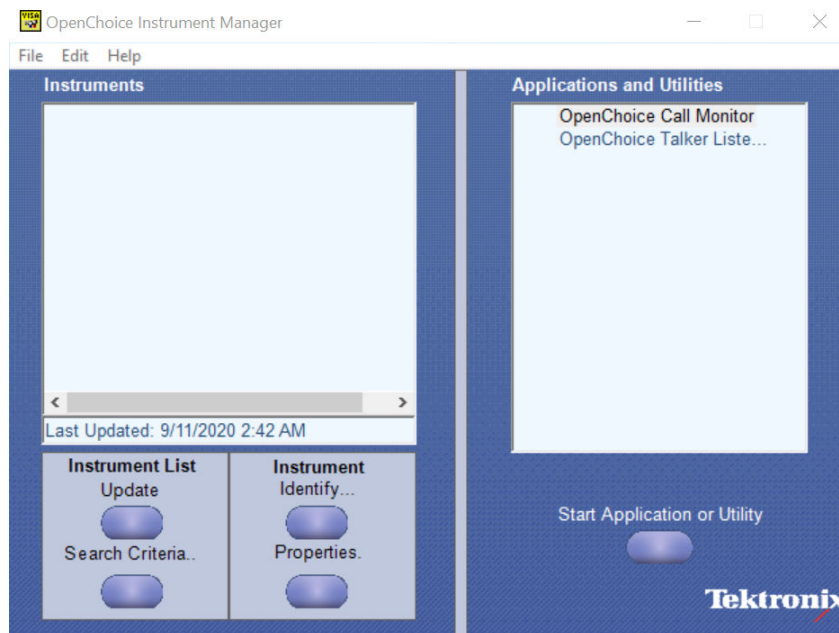 VISA
OpenChoice Instrument Manager
File Edit Help
Instruments
Last Updated: 9/11/2020 2:42 AM
Instrument List
Update
Search Criteria..
Instrument
Identify...
Properties.
Applications and Utilities
OpenChoice Call Monitor
OpenChoice Talker Liste...
Start Application or Utility
Tektronix